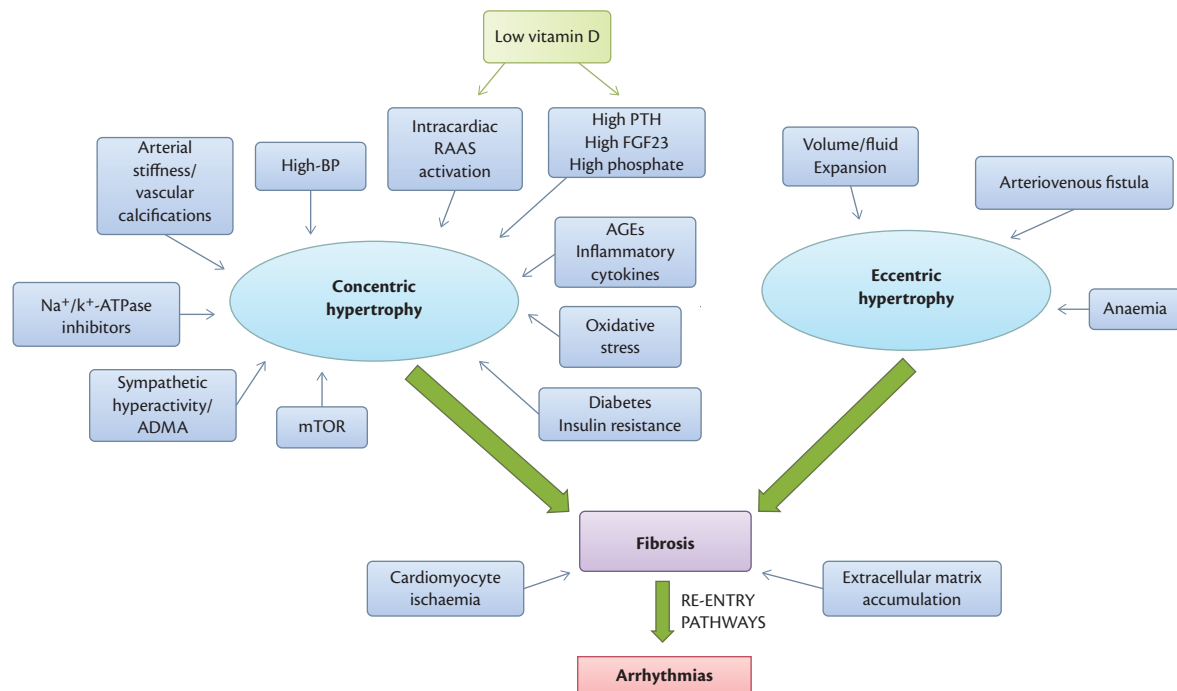 Low vitamin D
Intracardiac
RAAS
activation
High PTH
High FGF23
High phosphate
Arterial
stiffness/
vascular
calcifications
High-BP
Volume/fluid
Expansion
Arteriovenous fistula
AGEs
Inflammatory
cytokines
Concentric
hypertrophy
Eccentric
hypertrophy
Na⁺/k⁺-ATPase
inhibitors
Oxidative
stress
Anaemia
Sympathetic
hyperactivity/
ADMA
mTOR
Diabetes
Insulin resistance
Fibrosis
Cardiomyocyte
ischaemia
Extracellular matrix
accumulation
RE-ENTRY
PATHWAYS
Arrhythmias